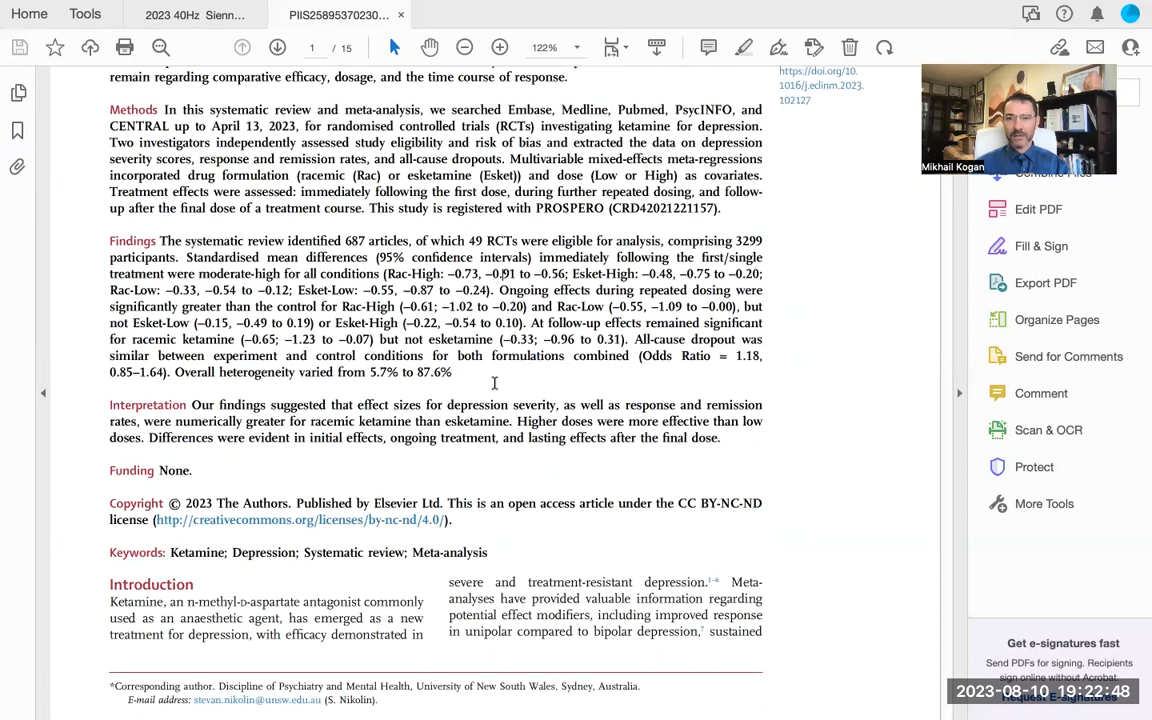 Home Tools 2023 40Hz Sienn... PIIS25895370230... ×
1 / 15 122%
remain regarding comparative efficacy, dosage, and the time course of response.
https://doi.org/10.
1016/j.eclinm.2023.
102127
Methods In this systematic review and meta-analysis, we searched Embase, Medline, Pubmed, PsycINFO, and
CENTRAL up to April 13, 2023, for randomised controlled trials (RCTs) investigating ketamine for depression.
Two investigators independently assessed study eligibility and risk of bias and extracted the data on depression
severity scores, response and remission rates, and all-cause dropouts. Multivariable mixed-effects meta-regressions
incorporated drug formulation (racemic (Rac) or esketamine (Esket)) and dose (Low or High) as covariates.
Treatment effects were assessed: immediately following the first dose, during further repeated dosing, and follow-
up after the final dose of a treatment course. This study is registered with PROSPERO (CRD42021221157).
Findings The systematic review identified 687 articles, of which 49 RCTs were eligible for analysis, comprising 3299
participants. Standardised mean differences (95% confidence intervals) immediately following the first/single
treatment were moderate-high for all conditions (Rac-High: –0.73, –0.91 to –0.56; Esket-High: –0.48, –0.75 to –0.20;
Rac-Low: –0.33, –0.54 to –0.12; Esket-Low: –0.55, –0.87 to –0.24). Ongoing effects during repeated dosing were
significantly greater than the control for Rac-High (–0.61; –1.02 to –0.20) and Rac-Low (–0.55, –1.09 to –0.00), but
not Esket-Low (–0.15, –0.49 to 0.19) or Esket-High (–0.22, –0.54 to 0.10). At follow-up effects remained significant
for racemic ketamine (–0.65; –1.23 to –0.07) but not esketamine (–0.33; –0.96 to 0.31). All-cause dropout was
similar between experiment and control conditions for both formulations combined (Odds Ratio = 1.18,
0.85–1.64). Overall heterogeneity varied from 5.7% to 87.6%
Interpretation Our findings suggested that effect sizes for depression severity, as well as response and remission
rates, were numerically greater for racemic ketamine than esketamine. Higher doses were more effective than low
doses. Differences were evident in initial effects, ongoing treatment, and lasting effects after the final dose.
Funding None.
Copyright © 2023 The Authors. Published by Elsevier Ltd. This is an open access article under the CC BY-NC-ND
license (http://creativecommons.org/licenses/by-nc-nd/4.0/).
Keywords: Ketamine; Depression; Systematic review; Meta-analysis
Introduction
Ketamine, an n-methyl-D-aspartate antagonist commonly
used as an anaesthetic agent, has emerged as a new
treatment for depression, with efficacy demonstrated in
severe and treatment-resistant depression.1–6 Meta-
analyses have provided valuable information regarding
potential effect modifiers, including improved response
in unipolar compared to bipolar depression,7 sustained
*Corresponding author. Discipline of Psychiatry and Mental Health, University of New South Wales, Sydney, Australia.
E-mail address: stevan.nikolin@unsw.edu.au (S. Nikolin).
Mikhail Kogan
Combine Files
Edit PDF
Fill & Sign
Export PDF
Organize Pages
Send for Comments
Comment
Scan & OCR
Protect
More Tools
Get e-signatures fast
Send PDFs for signing. Recipients
sign online without Acrobat.
Request E-signatures
2023-08-10 19:22:48